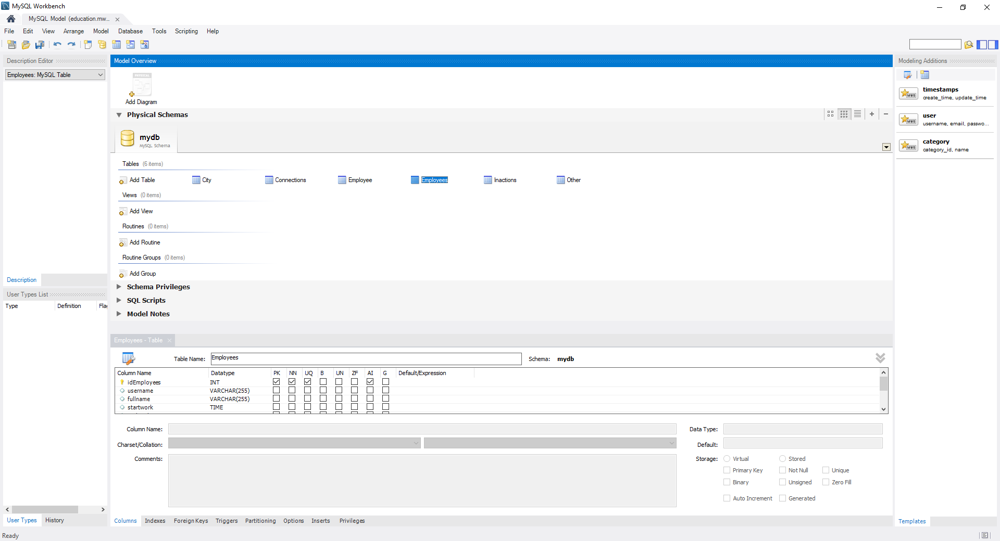 MySQL Workbench
MySQL Model (education.mw...
File Edit View Arrange Model Database Tools Scripting Help
Description Editor
Employees: MySQL Table
Description
User Types List
Type Definition Flag
User Types History
Model Overview
PHYSICAL
Add Diagram
Physical Schemas
mydb
MySQL Schema
Tables (6 items)
Add Table City Connections Employee Employees Inactions Other
Views (0 items)
Add View
Routines (0 items)
Add Routine
Routine Groups (0 items)
Add Group
Schema Privileges
SQL Scripts
Model Notes
Employees - Table
Table Name: Employees Schema: mydb
Column Name Datatype PK NN UQ B UN ZF AI G Default/Expression
idEmployees INT
username VARCHAR(255)
fullname VARCHAR(255)
startwork TIME
Column Name: Data Type:
Charset/Collation: Default:
Comments: Storage: Virtual Stored
Primary Key Not Null Unique
Binary Unsigned Zero Fill
Auto Increment Generated
Columns Indexes Foreign Keys Triggers Partitioning Options Inserts Privileges
Modeling Additions
MWB
timestamps
create_time, update_time
MWB
user
username, email, passwo...
MWB
category
category_id, name
Templates
Ready